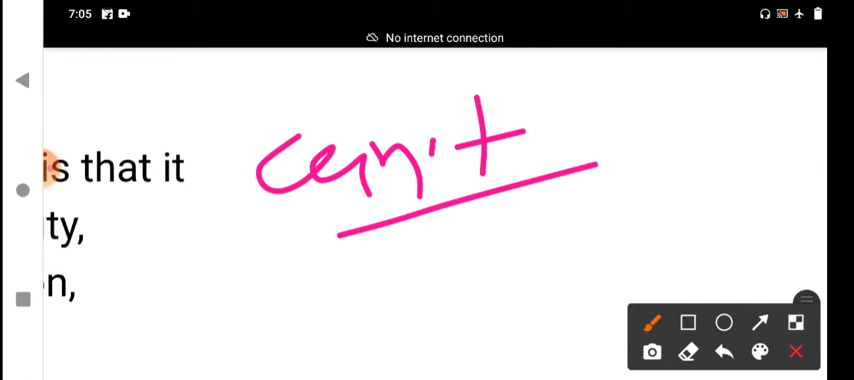 7:05
No internet connection
can't
is that it
ty,
n,